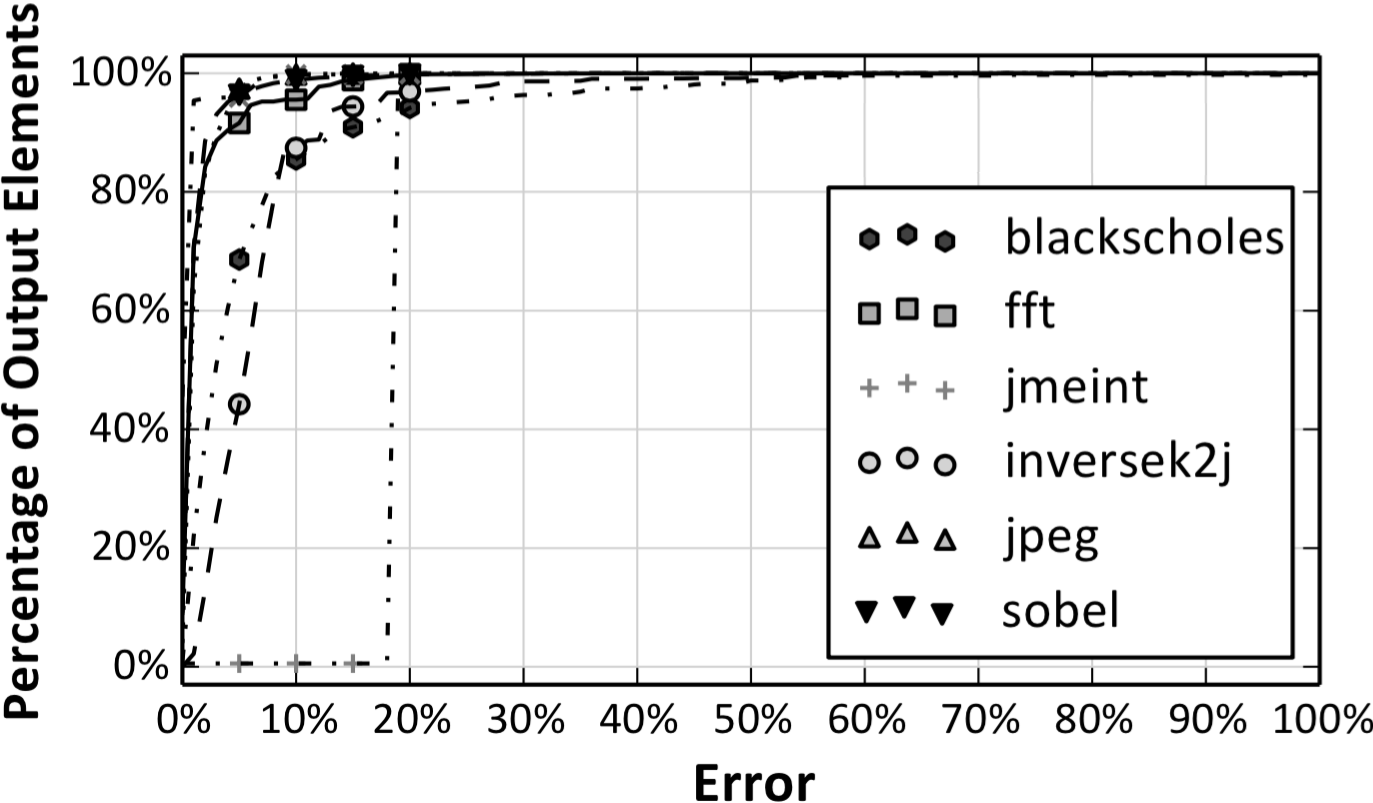 Percentage of Output Elements
100%
80%
60%
40%
20%
0%
0% 10% 20% 30% 40% 50% 60% 70% 80% 90% 100%
Error
blackscholes
fft
jmeint
inversek2j
jpeg
sobel